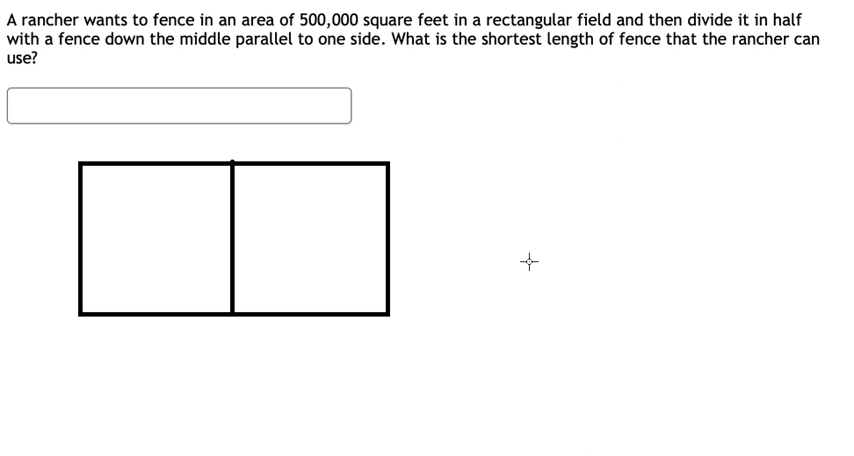 A rancher wants to fence in an area of 500,000 square feet in a rectangular field and then divide it in half
with a fence down the middle parallel to one side. What is the shortest length of fence that the rancher can
use?